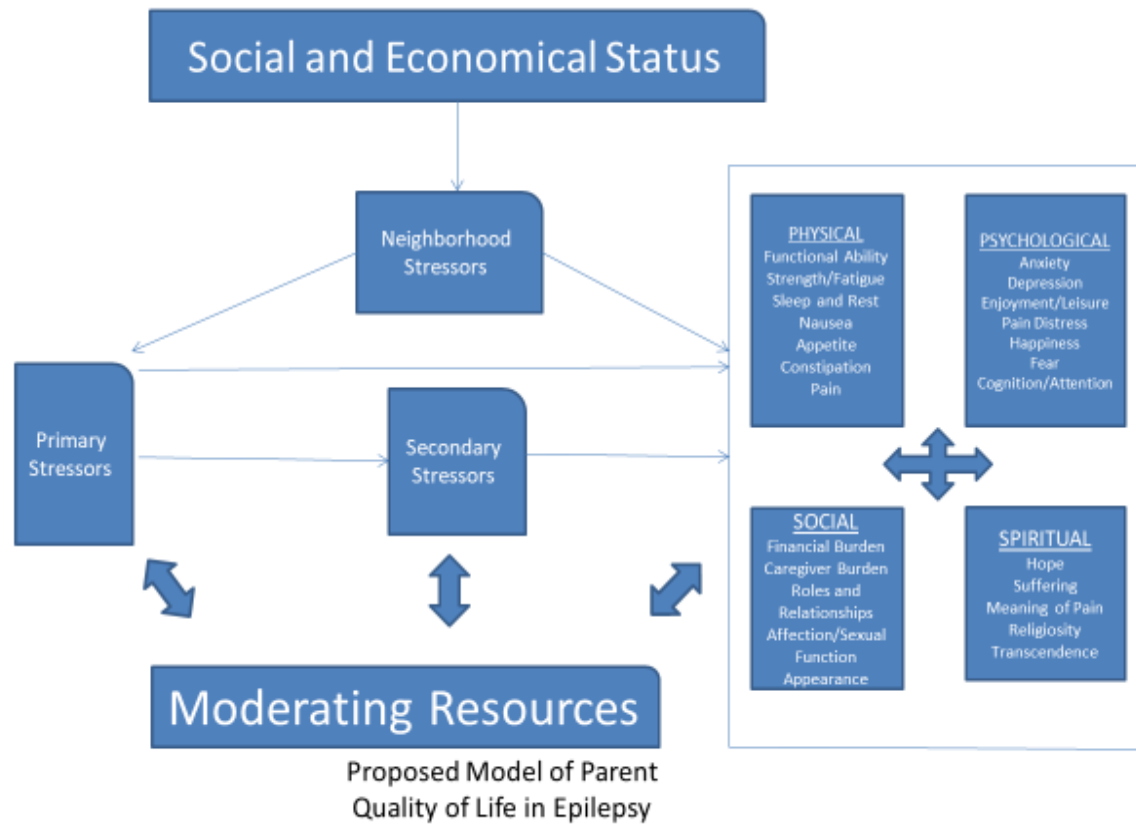 Social and Economical Status
Neighborhood
Stressors
Primary
Stressors
Secondary
Stressors
PHYSICAL
Functional Ability
Strength/Fatigue
Sleep and Rest
Nausea
Appetite
Constipation
Pain
PSYCHOLOGICAL
Anxiety
Depression
Enjoyment/Leisure
Pain Distress
Happiness
Fear
Cognition/Attention
SOCIAL
Financial Burden
Caregiver Burden
Roles and
Relationships
Affection/Sexual
Function
Appearance
SPIRITUAL
Hope
Suffering
Meaning of Pain
Religiosity
Transcendence
Moderating Resources
Proposed Model of Parent
Quality of Life in Epilepsy